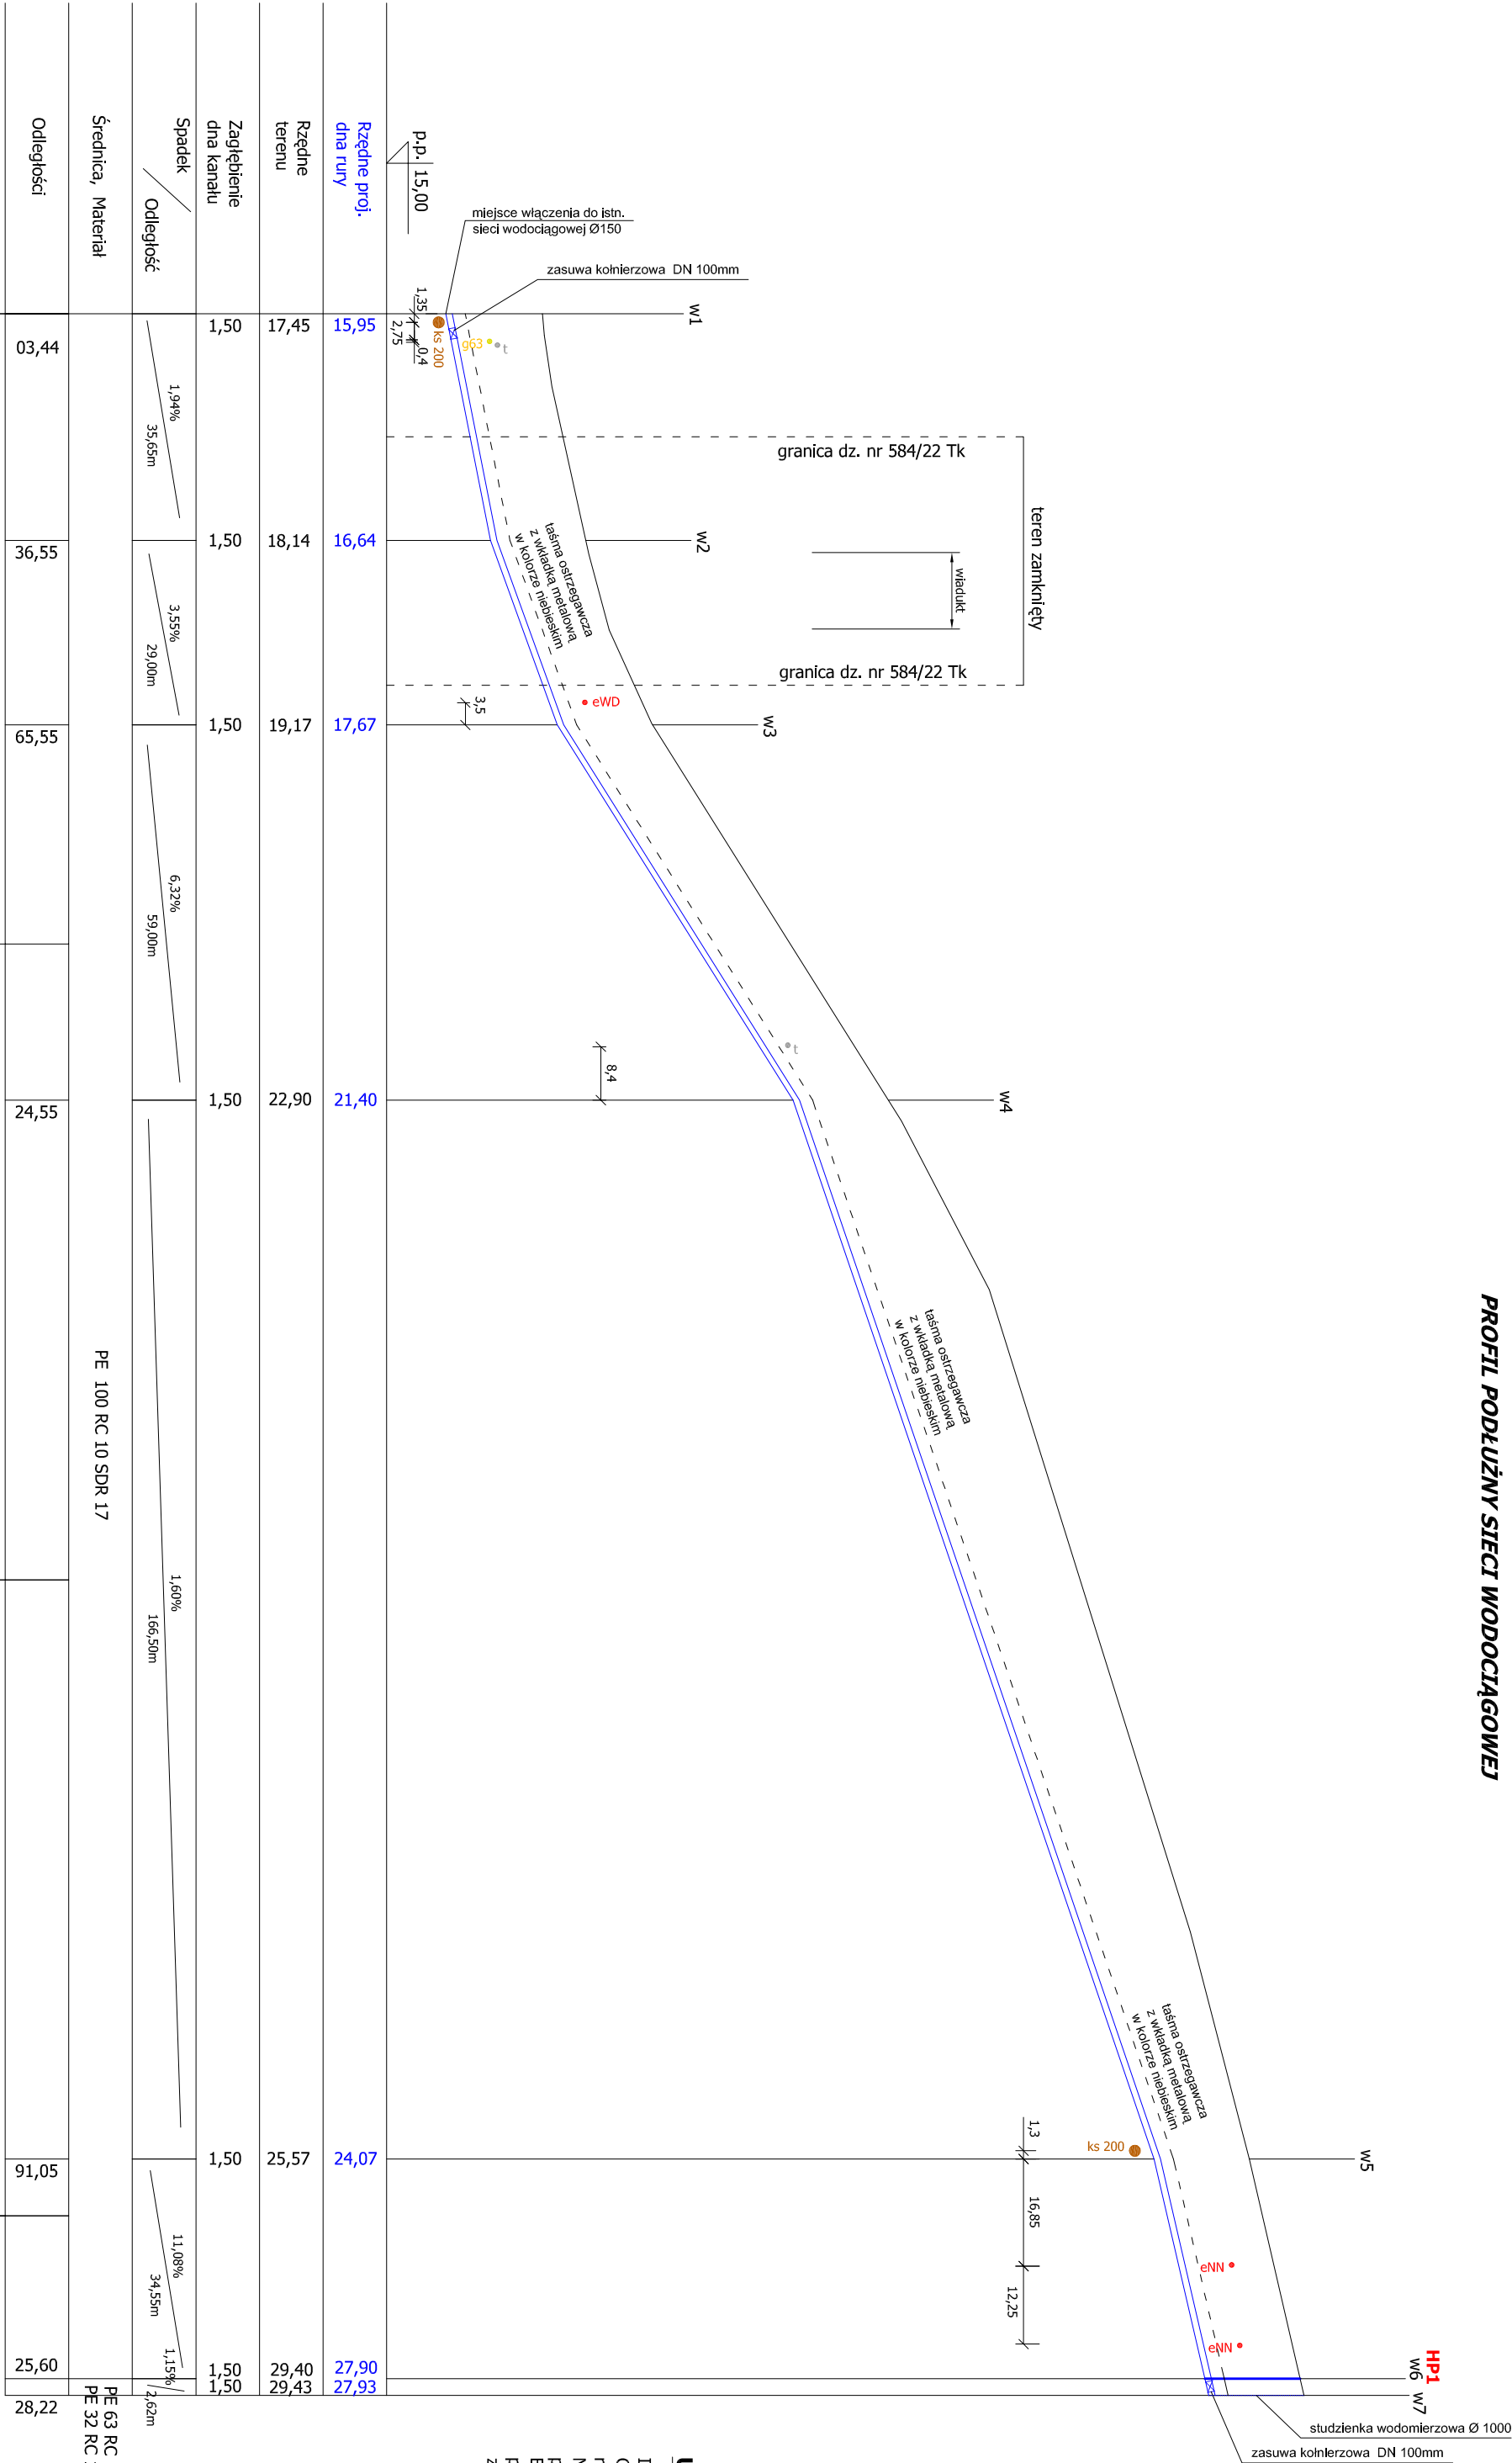 PROFIL PODŁUŻNY SIECI WODOCIĄGOWEJ
HP1
w1
w2
w3
w4
w5
w6
w7
teren zamknięty
wiadukt
granica dz. nr 584/22 Tk
granica dz. nr 584/22 Tk
miejsce włączenia do istn.
sieci wodociągowej Ø150
zasuwa kołnierzowa DN 100mm
studzienka wodomierzowa Ø 1000
zasuwa kołnierzowa DN 100mm
taśma ostrzegawcza
z wkładką metalową
w kolorze niebieskim
taśma ostrzegawcza
z wkładką metalową
w kolorze niebieskim
taśma ostrzegawcza
z wkładką metalową
w kolorze niebieskim
ks 200
g63
t
eWD
t
ks 200
eNN
eNN
1,35
2,75
0,4
3,5
8,4
1,3
16,85
12,25
p.p. 15,00
Rzędne proj.
dna rury
15,95
16,64
17,67
21,40
24,07
27,90
27,93
Rzędne
terenu
17,45
18,14
19,17
22,90
25,57
29,40
29,43
Zagłębienie
dna kanału
1,50
1,50
1,50
1,50
1,50
1,50
1,50
Spadek
Odległość
1,94%
35,65m
3,55%
29,00m
6,32%
59,00m
1,60%
166,50m
11,08%
34,55m
1,15%
2,62m
Średnica, Materiał
PE 100 RC 10 SDR 17
PE 63 RC
PE 32 RC
Odległości
03,44
36,55
65,55
24,55
91,05
25,60
28,22